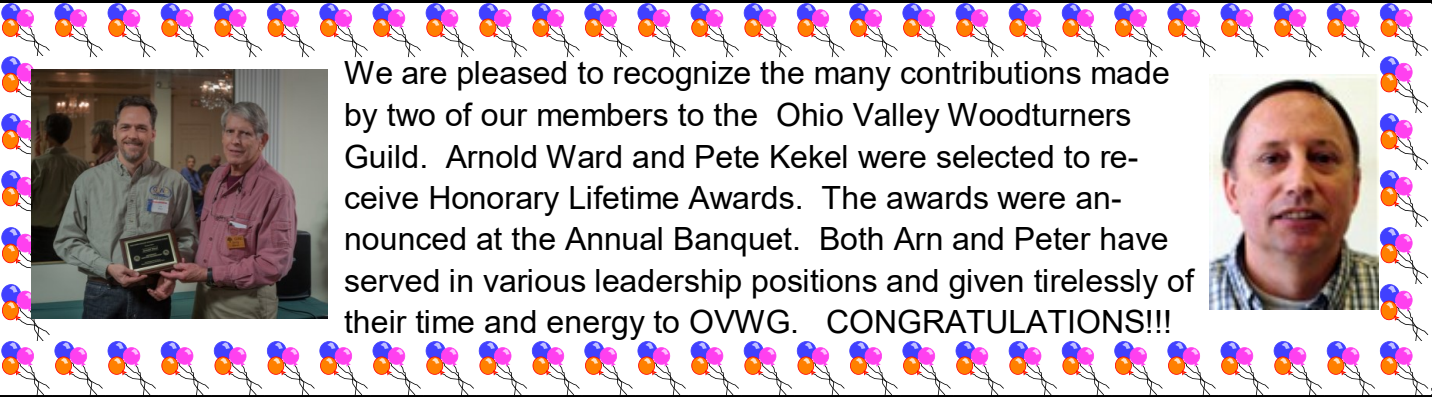 We are pleased to recognize the many contributions made
by two of our members to the  Ohio Valley Woodturners
Guild.  Arnold Ward and Pete Kekel were selected to re-
ceive Honorary Lifetime Awards.  The awards were an-
nounced at the Annual Banquet.  Both Arn and Peter have
served in various leadership positions and given tirelessly of
their time and energy to OVWG.   CONGRATULATIONS!!!